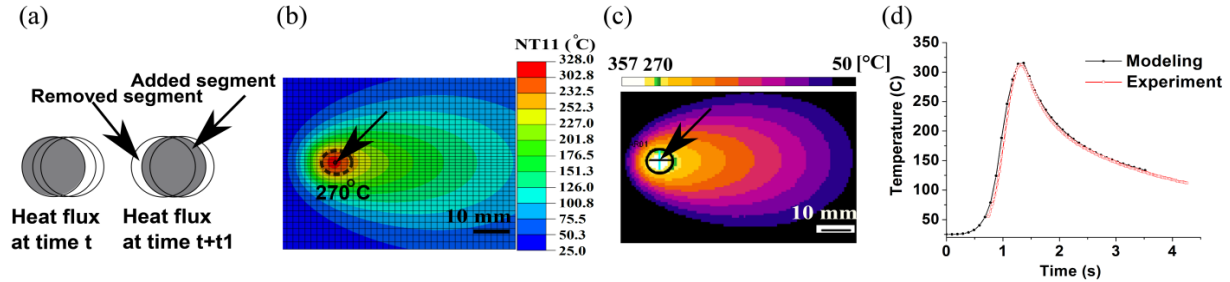 (a)
Added segment
Removed segment
Heat flux
at time t
Heat flux
at time t+t1
(b)
NT11 (°C)
328.0
302.8
277.5
252.3
227.0
201.8
176.5
151.3
126.0
100.8
75.5
50.3
25.0
270°C
10 mm
(c)
357 270 50 [°C]
10 mm
(d)
Modeling
Experiment
Temperature (C)
350
300
250
200
150
100
50
0 1 2 3 4
Time (s)